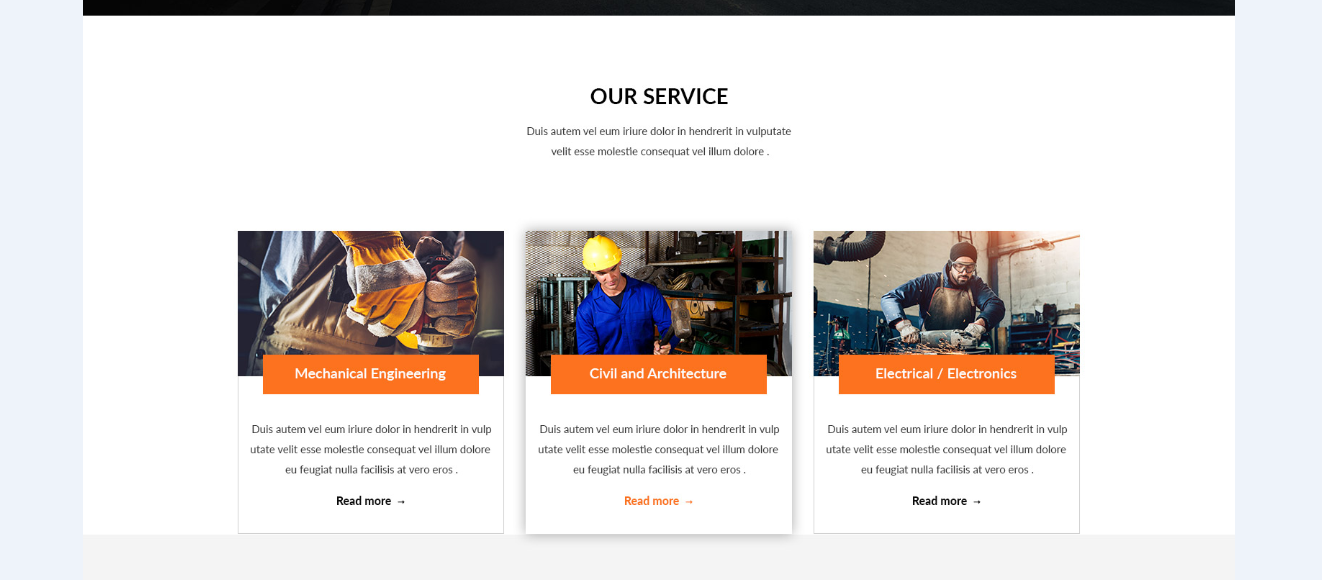 OUR SERVICE
Duis autem vel eum iriure dolor in hendrerit in vulputate
velit esse molestie consequat vel illum dolore .
Mechanical Engineering
Duis autem vel eum iriure dolor in hendrerit in vulp
utate velit esse molestie consequat vel illum dolore
eu feugiat nulla facilisis at vero eros .
Read more →
Civil and Architecture
Duis autem vel eum iriure dolor in hendrerit in vulp
utate velit esse molestie consequat vel illum dolore
eu feugiat nulla facilisis at vero eros .
Read more →
Electrical / Electronics
Duis autem vel eum iriure dolor in hendrerit in vulp
utate velit esse molestie consequat vel illum dolore
eu feugiat nulla facilisis at vero eros .
Read more →